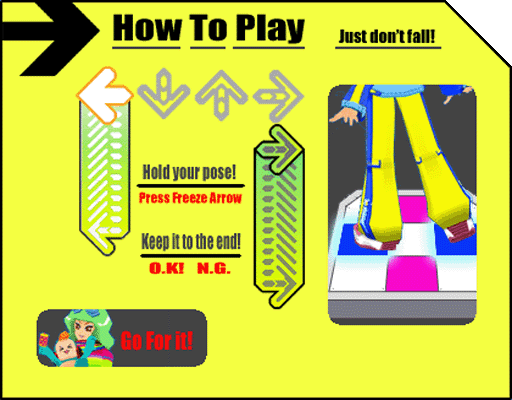 How To Play
Just don't fall!
Hold your pose!
Press Freeze Arrow
Keep it to the end!
O.K! N.G.
Go For it!